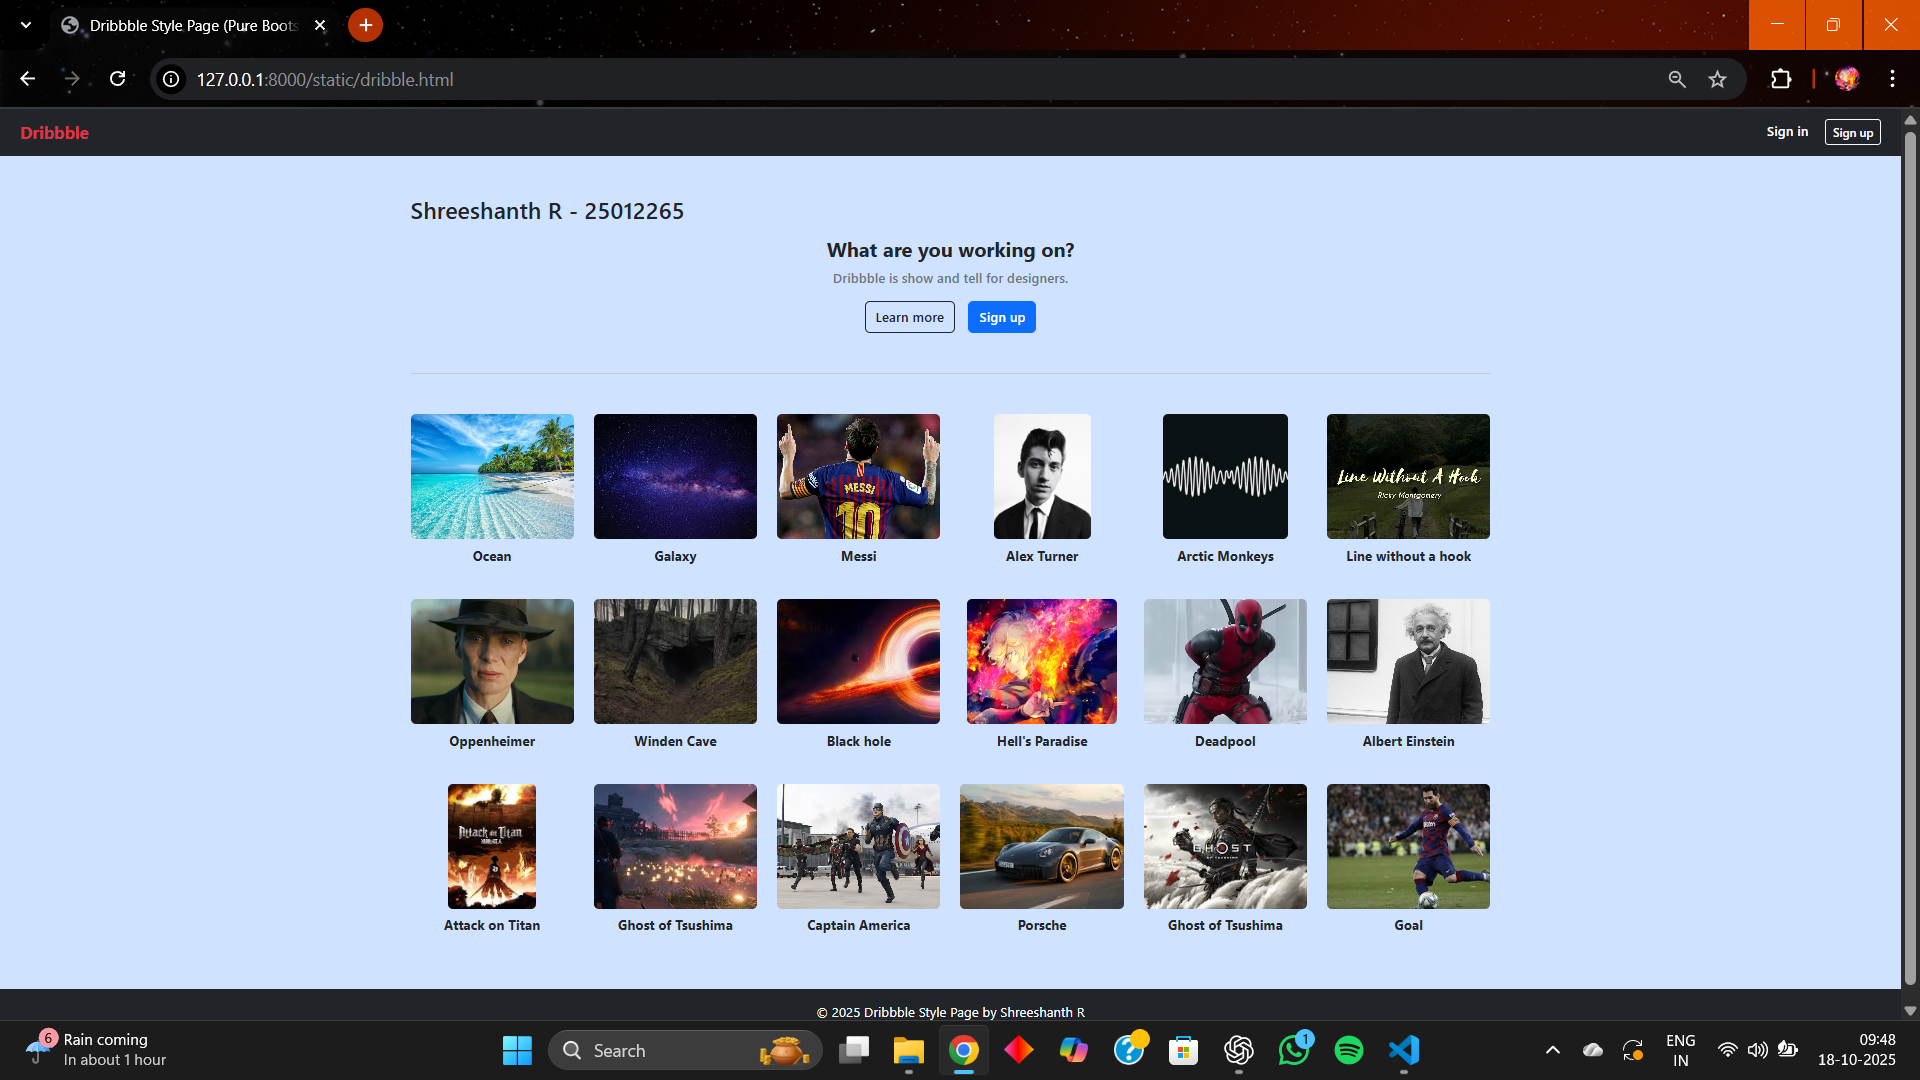 Dribbble Style Page (Pure Boots
127.0.0.1:8000/static/dribble.html
Dribbble
Sign in
Sign up
Shreeshanth R - 25012265
What are you working on?
Dribbble is show and tell for designers.
Learn more
Sign up
MESSI
10
Line Without A Hook
Ricky Montgomery
Ocean
Galaxy
Messi
Alex Turner
Arctic Monkeys
Line without a hook
Oppenheimer
Winden Cave
Black hole
Hell's Paradise
Deadpool
Albert Einstein
Attack on Titan
GHOST
OF TSUSHIMA
Attack on Titan
Ghost of Tsushima
Captain America
Porsche
Ghost of Tsushima
Goal
© 2025 Dribbble Style Page by Shreeshanth R
6
Rain coming
In about 1 hour
Search
1
ENG
IN
09:48
18-10-2025